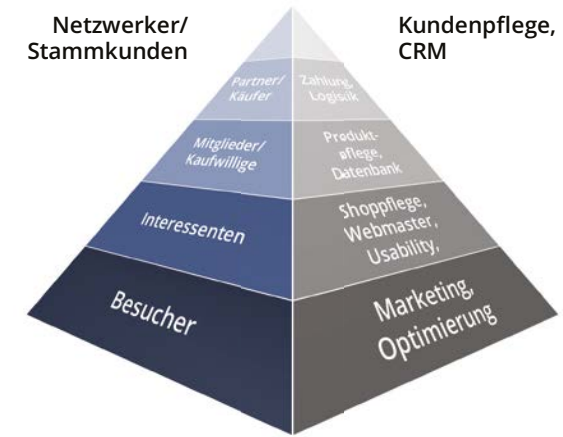 Netzwerker/
Stammkunden
Kundenpflege,
CRM
Partner/
Käufer
Zahlung,
Logistik
Mitglieder/
Kaufwillige
Produkt-
pflege,
Datenbank
Interessenten
Shoppflege,
Webmaster,
Usability,
Besucher
Marketing,
Optimierung